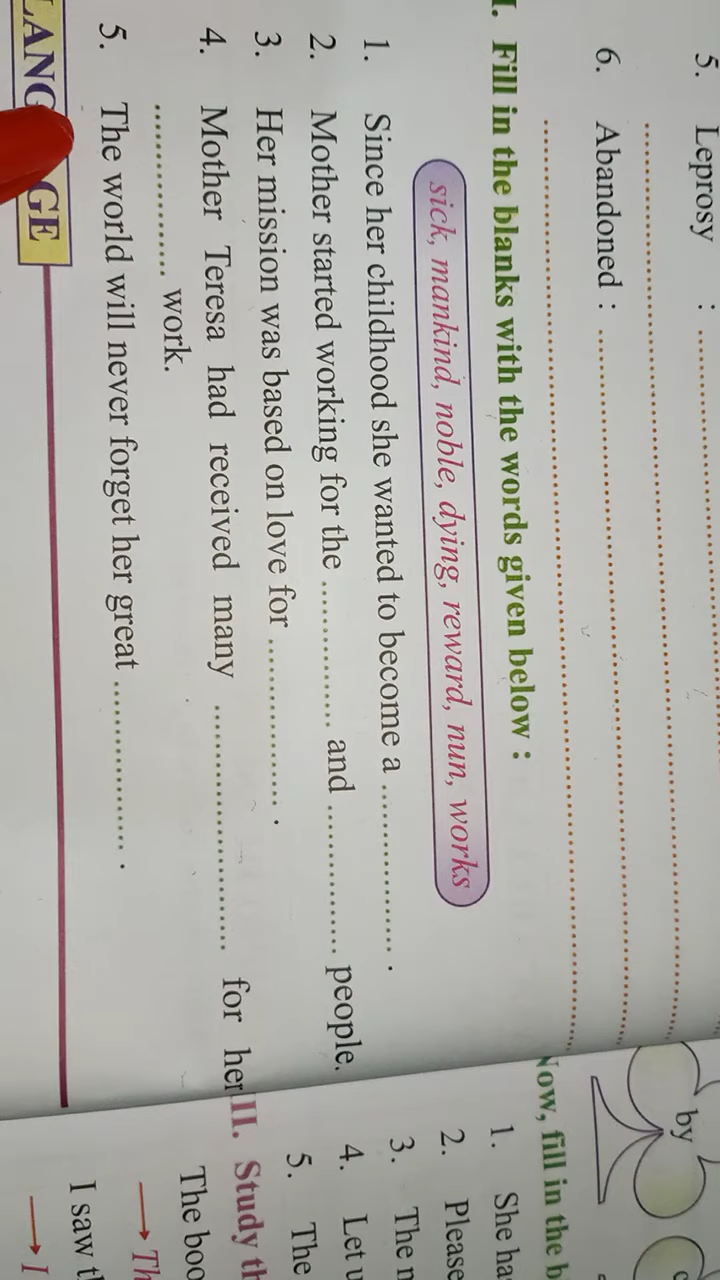 5. Leprosy : ..............................
..............................
6. Abandoned : ..............................
..............................
I. Fill in the blanks with the words given below :
sick, mankind, noble, dying, reward, nun, works
1. Since her childhood she wanted to become a ................ .
2. Mother started working for the ................ and ................ people.
3. Her mission was based on love for ................ .
4. Mother Teresa had received many ............................ for her
................ work.
5. The world will never forget her great ................ .
by
Now, fill in the b
1. She ha
2. Please
3. The
4. Let u
5. The
II. Study th
The boo
→ Th
I saw t
→ I